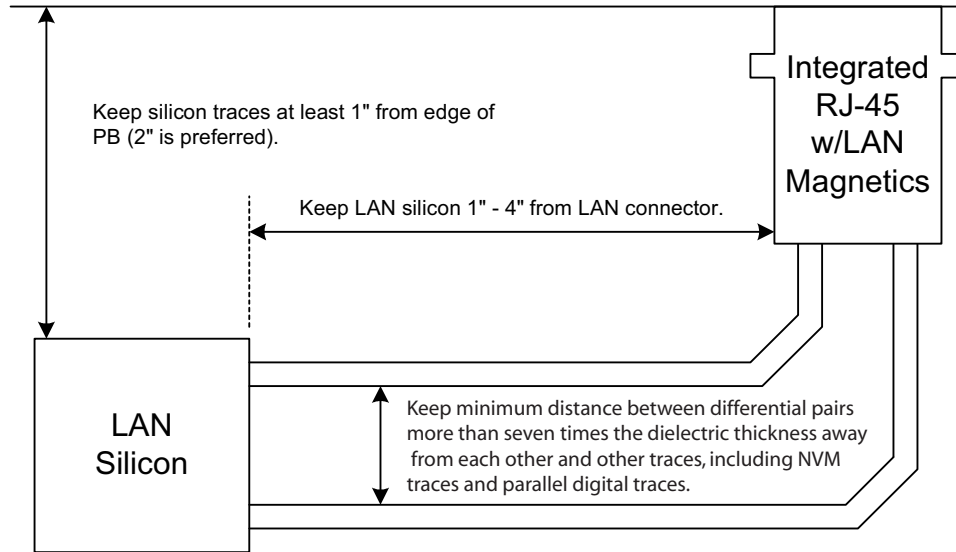 Keep silicon traces at least 1" from edge of
PB (2" is preferred).
Integrated
RJ-45
w/LAN
Magnetics
Keep LAN silicon 1" - 4" from LAN connector.
LAN
Silicon
Keep minimum distance between differential pairs
more than seven times the dielectric thickness away
from each other and other traces, including NVM
traces and parallel digital traces.